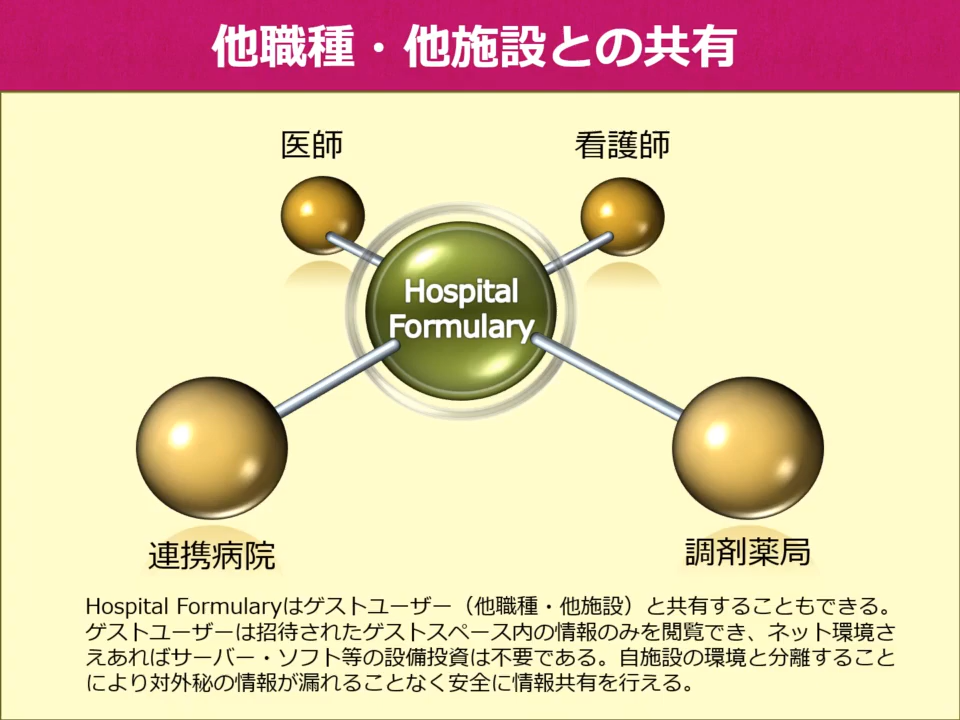 他職種・他施設との共有
医師
看護師
Hospital
Formulary
連携病院
調剤薬局
Hospital Formularyはゲストユーザー（他職種・他施設）と共有することもできる。
ゲストユーザーは招待されたゲストスペース内の情報のみを閲覧でき、ネット環境さ
えあればサーバー・ソフト等の設備投資は不要である。自施設の環境と分離すること
により対外秘の情報が漏れることなく安全に情報共有を行える。